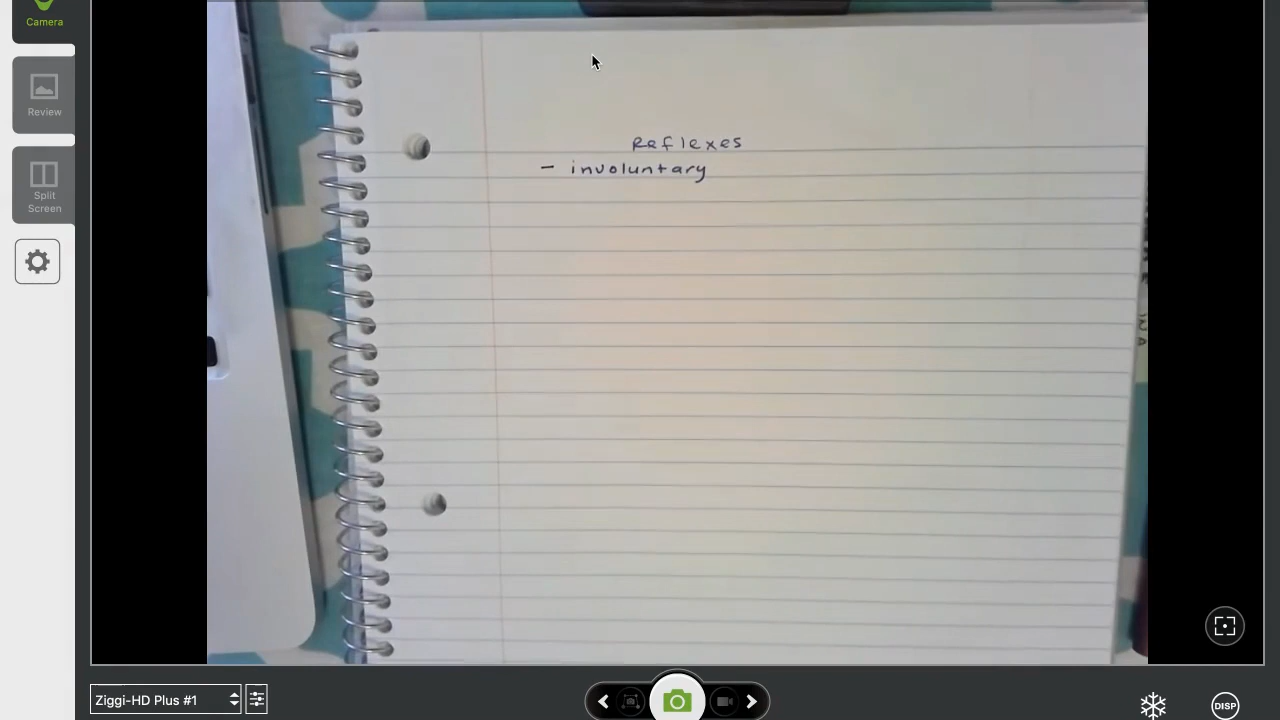 Camera
Review
Split
Screen
Reflexes
- involuntary
Ziggi-HD Plus #1
DISP